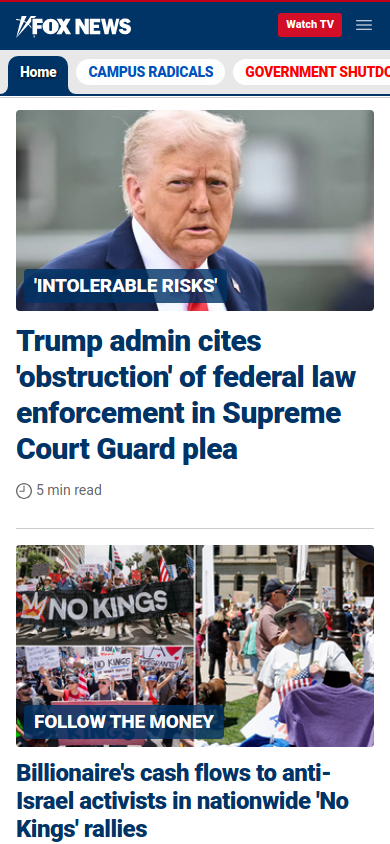 FOX NEWS
Watch TV
Home
CAMPUS RADICALS
GOVERNMENT SHUTDO
'INTOLERABLE RISKS'
Trump admin cites
'obstruction' of federal law
enforcement in Supreme
Court Guard plea
5 min read
NO KINGS
NO KINGS
FOLLOW THE MONEY
Billionaire's cash flows to anti-
Israel activists in nationwide 'No
Kings' rallies